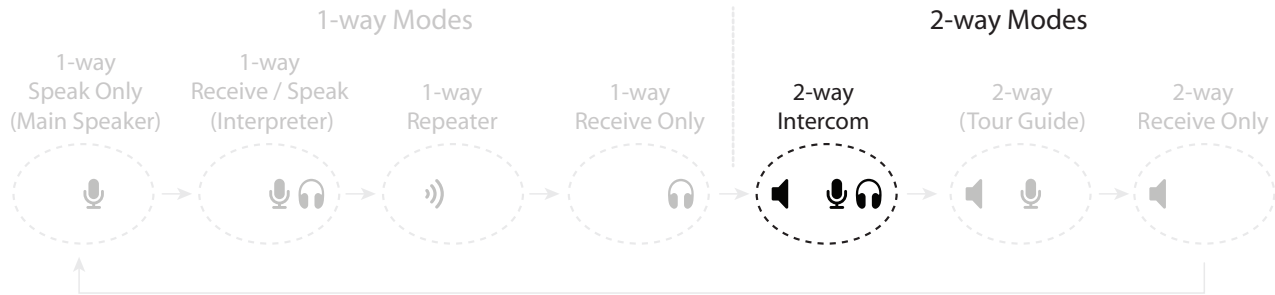 1-way Modes
2-way Modes
1-way
Speak Only
(Main Speaker)
1-way
Receive / Speak
(Interpreter)
1-way
Repeater
1-way
Receive Only
2-way
Intercom
2-way
(Tour Guide)
2-way
Receive Only